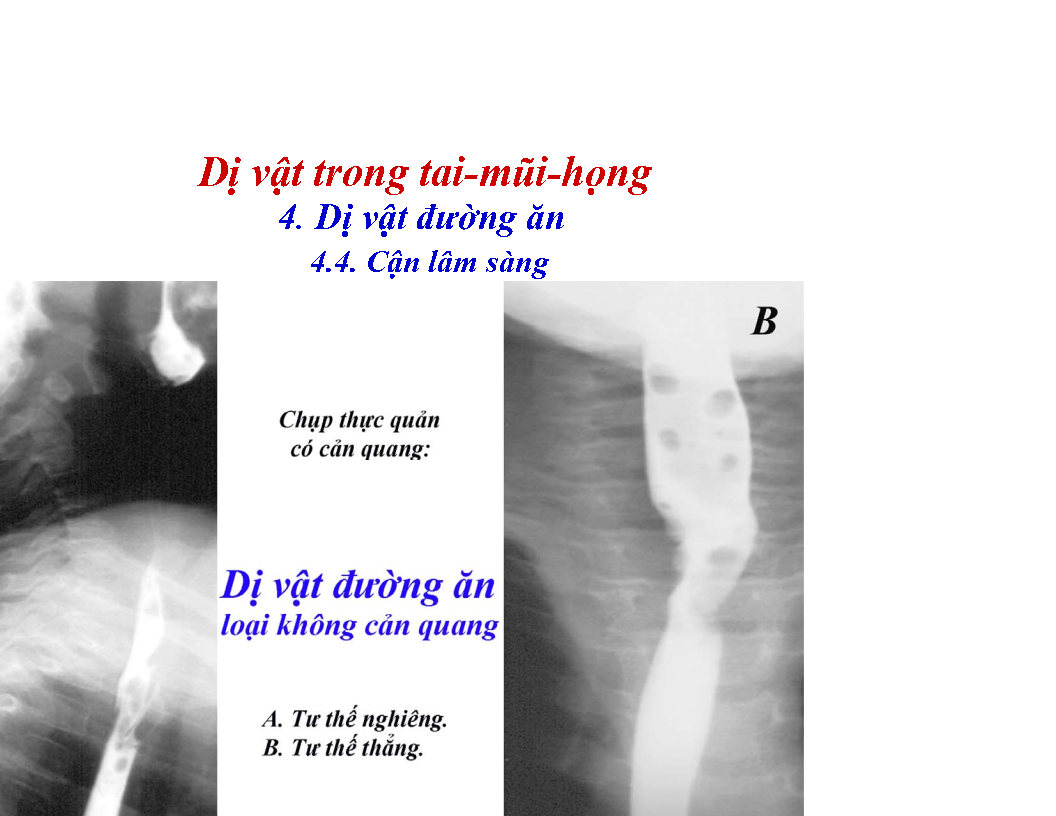 Dị vật trong tai-mũi-họng
4. Dị vật đường ăn
4.4. Cận lâm sàng
B
Chụp thực quản
có cản quang:
Dị vật đường ăn
loại không cản quang
A. Tư thế nghiêng.
B. Tư thế thẳng.